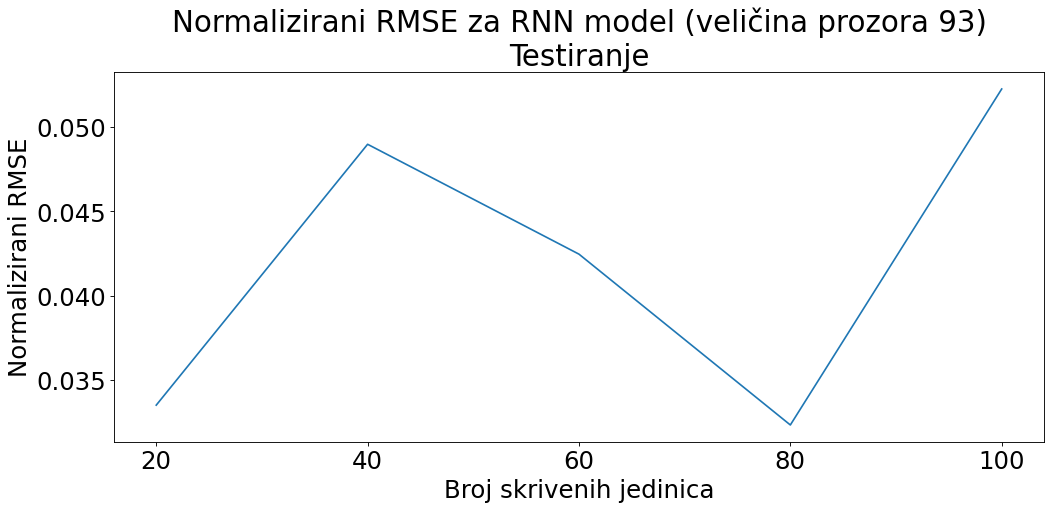 Normalizirani RMSE za RNN model (veličina prozora 93)
Testiranje
Normalizirani RMSE
0.050
0.045
0.040
0.035
20 40 60 80 100
Broj skrivenih jedinica